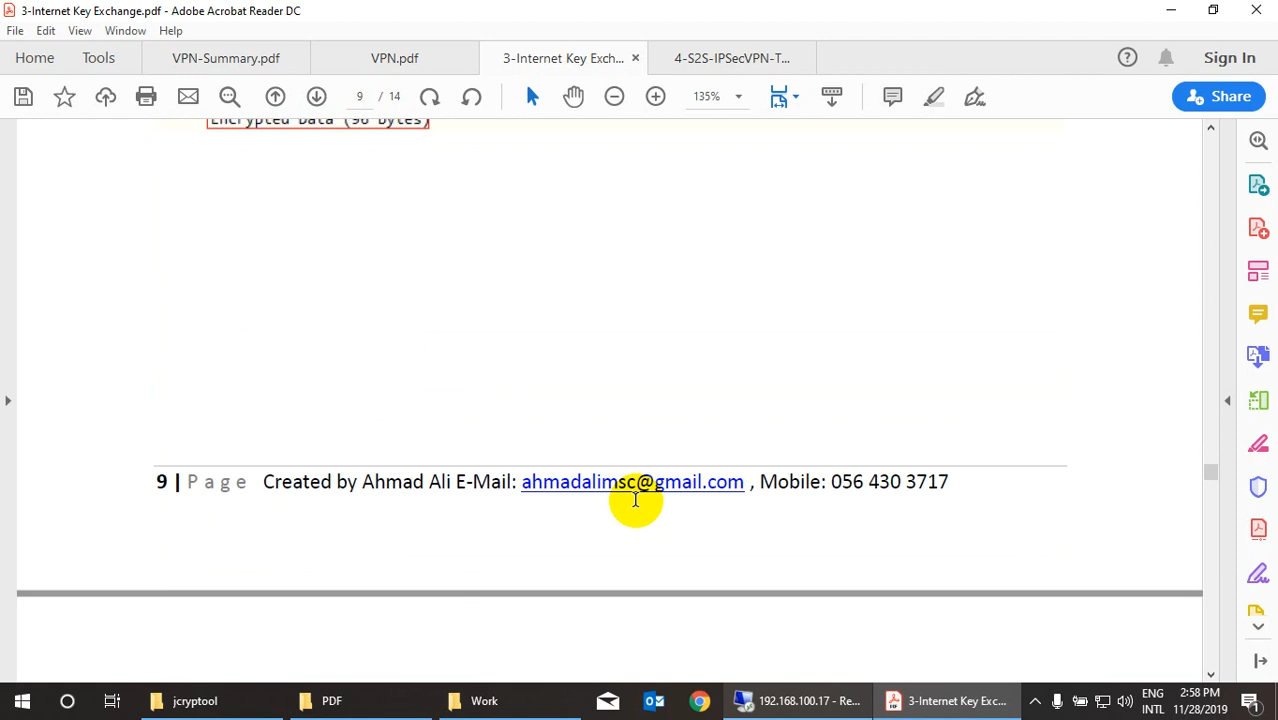 3-Internet Key Exchange.pdf - Adobe Acrobat Reader DC
File Edit View Window Help
Home Tools VPN-Summary.pdf VPN.pdf 3-Internet Key Exch... × 4-S2S-IPSecVPN-T... Sign In
9 / 14 135% Share
Encrypted Data (96 bytes)
9 | P a g e Created by Ahmad Ali E-Mail: ahmadalimsc@gmail.com , Mobile: 056 430 3717
jcryptool PDF Work 192.168.100.17 - Re... 3-Internet Key Exc... ENG 2:58 PM
INTL 11/28/2019 1